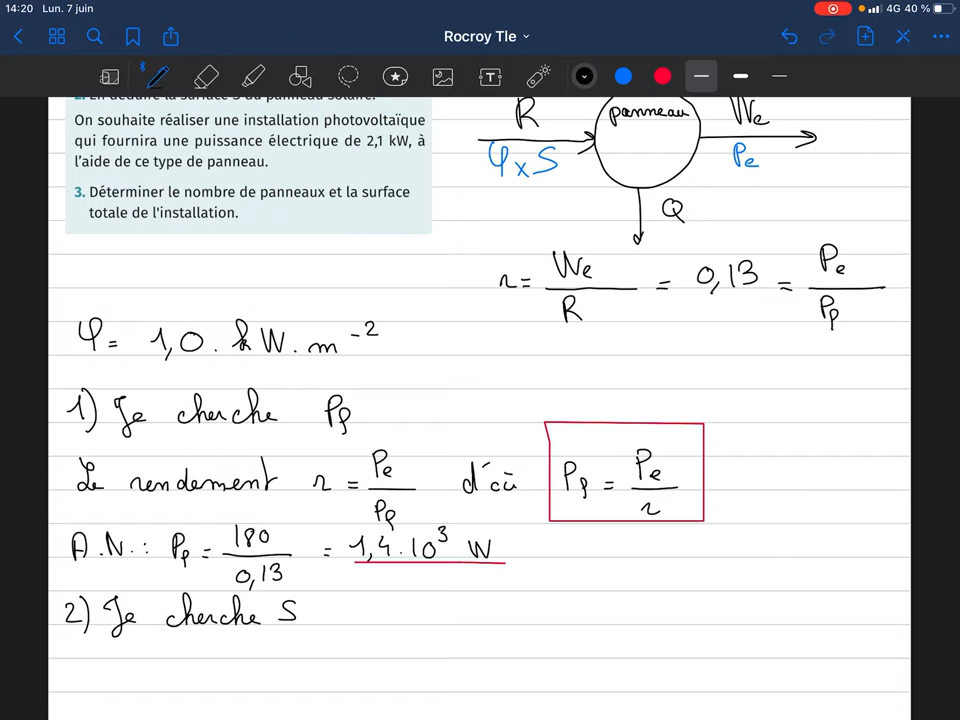 14:20 Lun. 7 juin
4G 40 %
Rocroy Tle
2. En déduire la surface S du panneau solaire.
On souhaite réaliser une installation photovoltaïque
qui fournira une puissance électrique de 2,1 kW, à
l'aide de ce type de panneau.
3. Déterminer le nombre de panneaux et la surface
totale de l'installation.
R
panneau
We
φ x S
Pe
Q
r = We / R = 0,13 = Pe / Pp
φ = 1,0 . kW . m⁻²
1) Je cherche Pp
Le rendement r = Pe / Pp d'où Pp = Pe / r
A.N. : Pp = 180 / 0,13 = 1,4 . 10³ W
2) Je cherche S